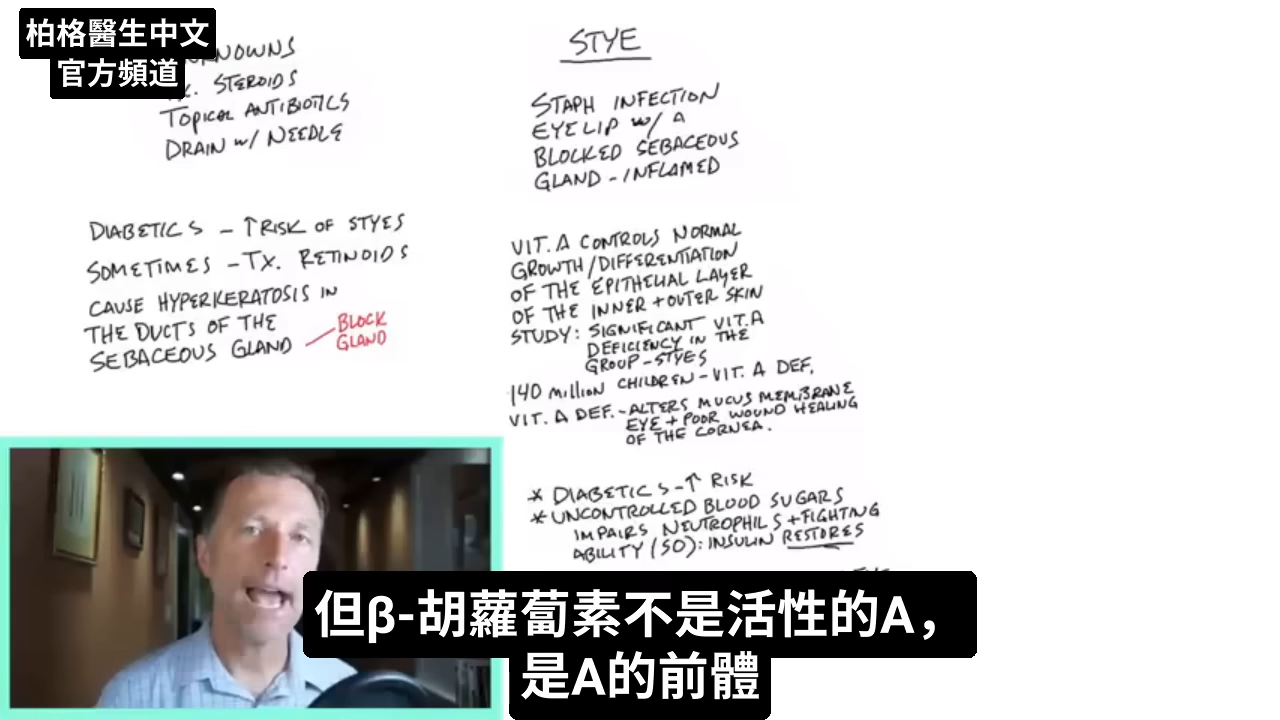 柏格醫生中文
官方頻道
STEROIDS
TOPICAL ANTIBIOTICS
DRAIN W/ NEEDLE
DIABETICS - ↑ RISK OF STYES
SOMETIMES - TX. RETINOIDS
CAUSE HYPERKERATOSIS IN
THE DUCTS OF THE
SEBACEOUS GLAND
BLOCK
GLAND
STYE
STAPH INFECTION
EYELIP W/ A
BLOCKED SEBACEOUS
GLAND - INFLAMED
VIT. A CONTROLS NORMAL
GROWTH/DIFFERENTIATION
OF THE EPITHELIAL LAYER
OF THE INNER + OUTER SKIN
STUDY: SIGNIFICANT VIT. A
DEFICIENCY IN THE
GROUP - STYES
140 MILLION CHILDREN - VIT. A DEF.
VIT. A DEF. - ALTERS MUCUS MEMBRANE
EYE + POOR WOUND HEALING
OF THE CORNEA.
* DIABETICS - ↑ RISK
* UNCONTROLLED BLOOD SUGARS
IMPAIRS NEUTROPHILS + FIGHTING
ABILITY (SO): INSULIN RESTORES
但β-胡蘿蔔素不是活性的A，
是A的前體